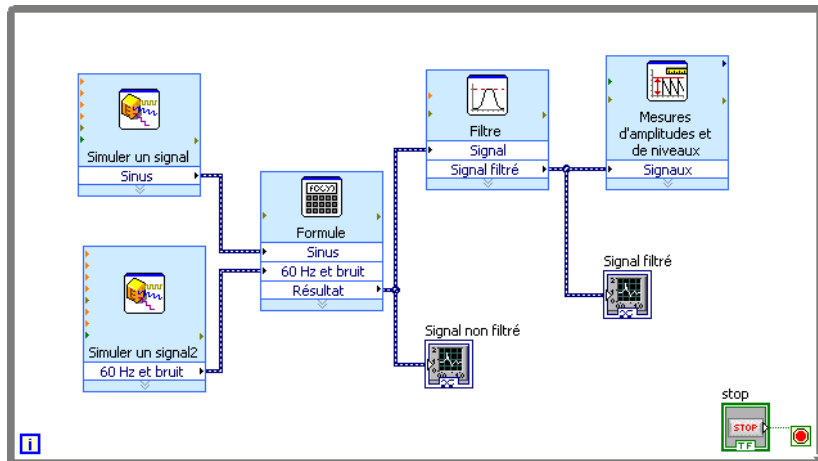 Simuler un signal
Sinus
Simuler un signal2
60 Hz et bruit
F(X,Y)
Formule
Sinus
60 Hz et bruit
Résultat
Filtre
Signal
Signal filtré
Mesures
d'amplitudes et
de niveaux
Signaux
Signal filtré
Signal non filtré
stop
STOP
TF
i